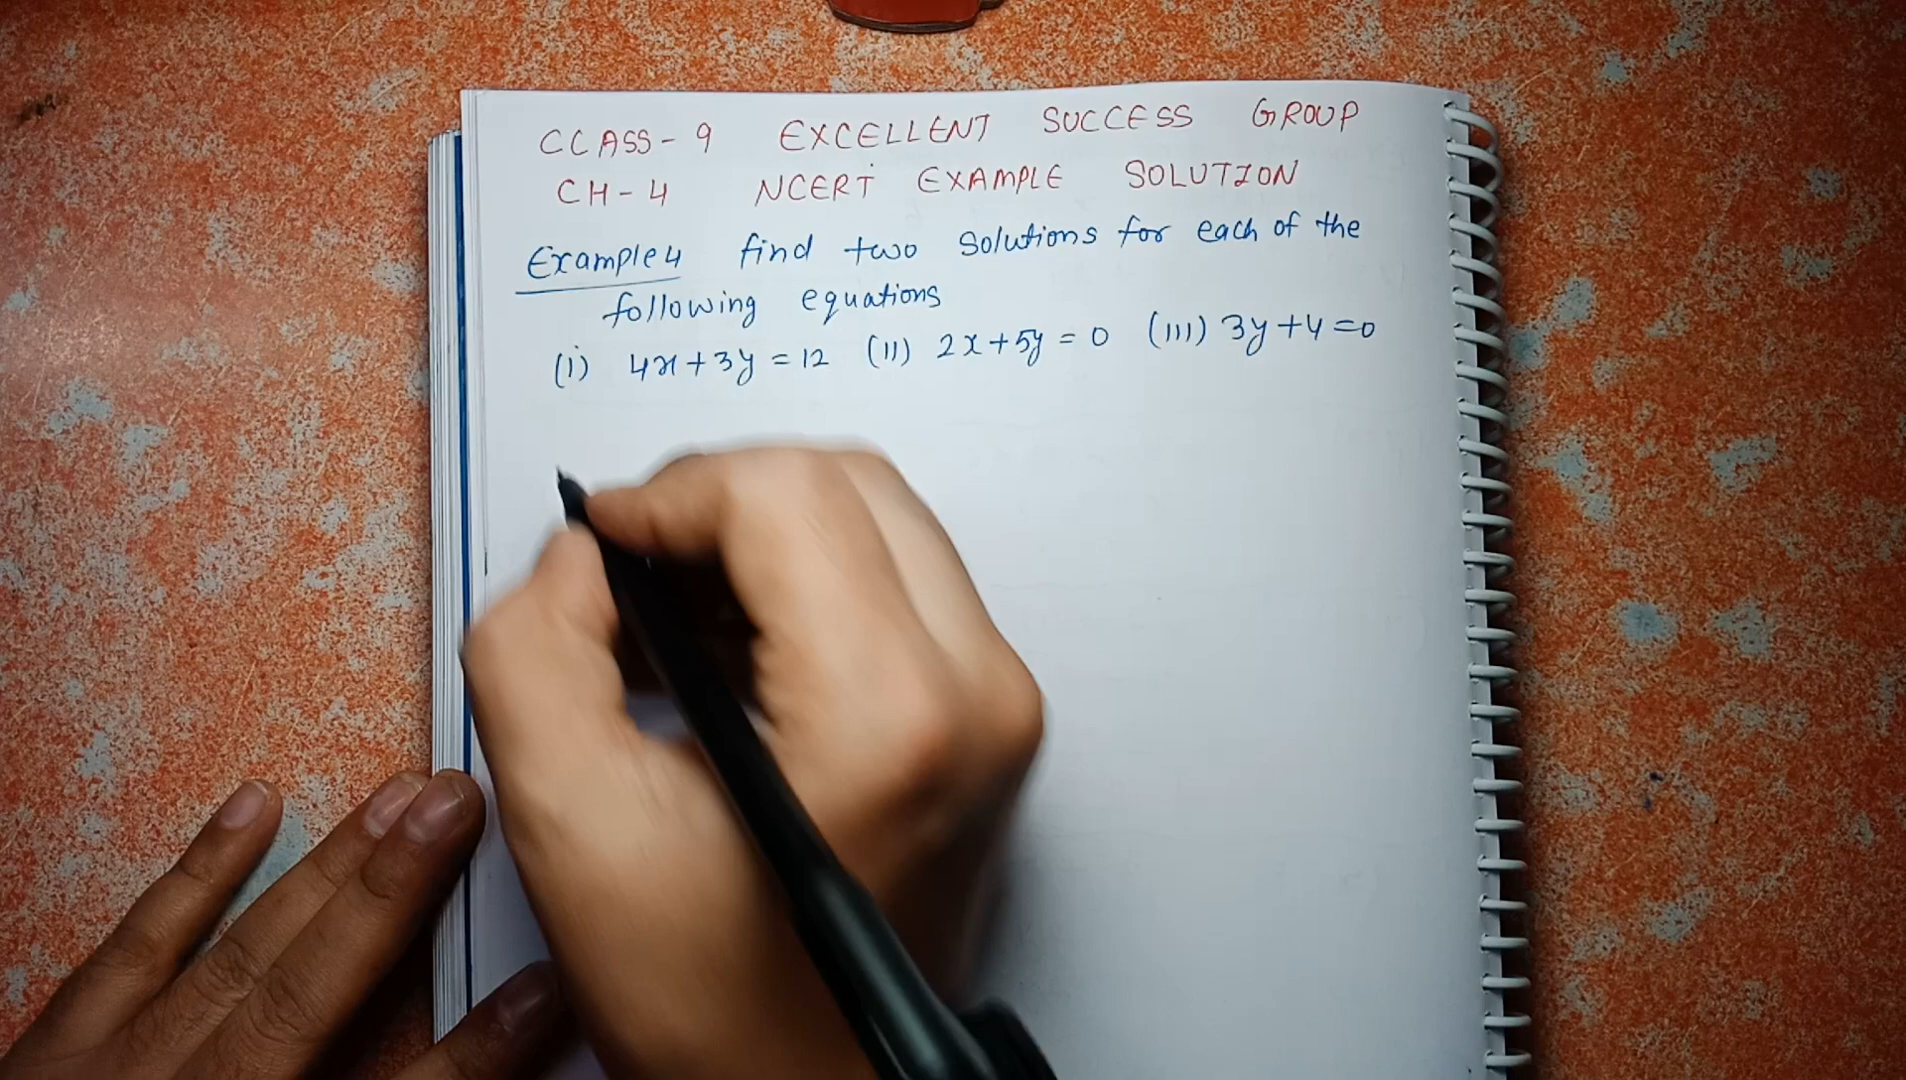 CLASS-9 EXCELLENT SUCCESS GROUP
CH-4 NCERT EXAMPLE SOLUTION
Example 4 find two solutions for each of the
following equations
(i) 4x+3y = 12 (II) 2x+5y = 0 (III) 3y+4=0